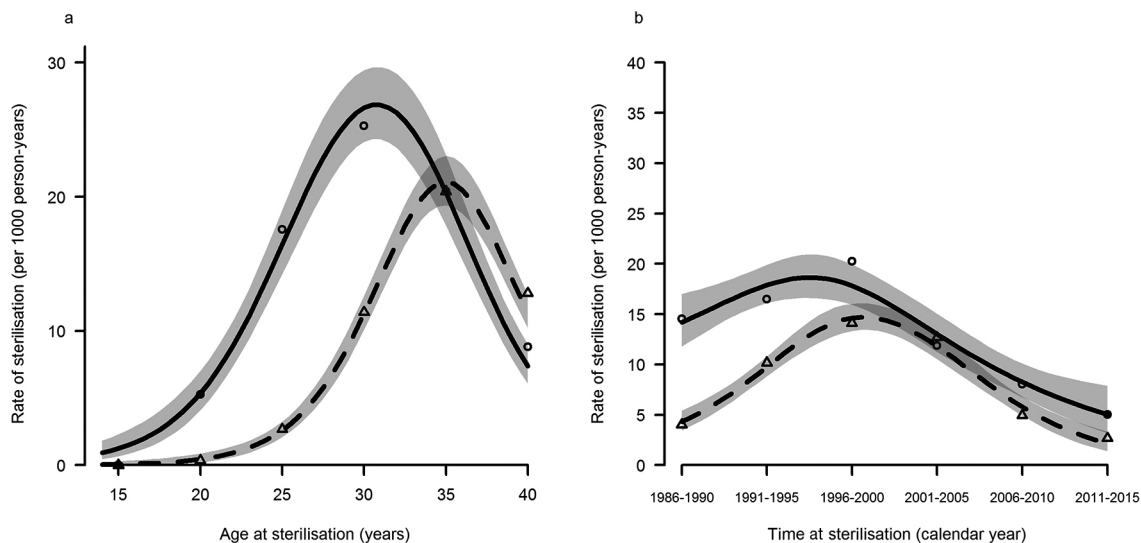 a
Rate of sterilisation (per 1000 person-years)
30
20
10
0
15 20 25 30 35 40
Age at sterilisation (years)
b
Rate of sterilisation (per 1000 person-years)
40
35
30
25
20
15
10
5
0
1986-1990 1991-1995 1996-2000 2001-2005 2006-2010 2011-2015
Time at sterilisation (calendar year)